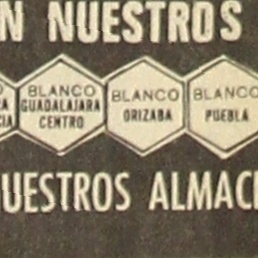 N NUESTROS
BLANCO GUADALAJARA CENTRO
BLANCO ORIZABA
BLANCO PUEBLA
UESTROS ALMAC